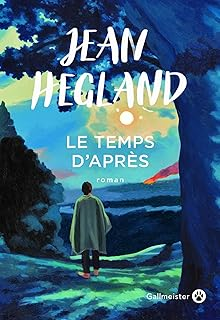 JEAN
HEGLAND
LE TEMPS
D'APRÈS
roman
Gallmeister